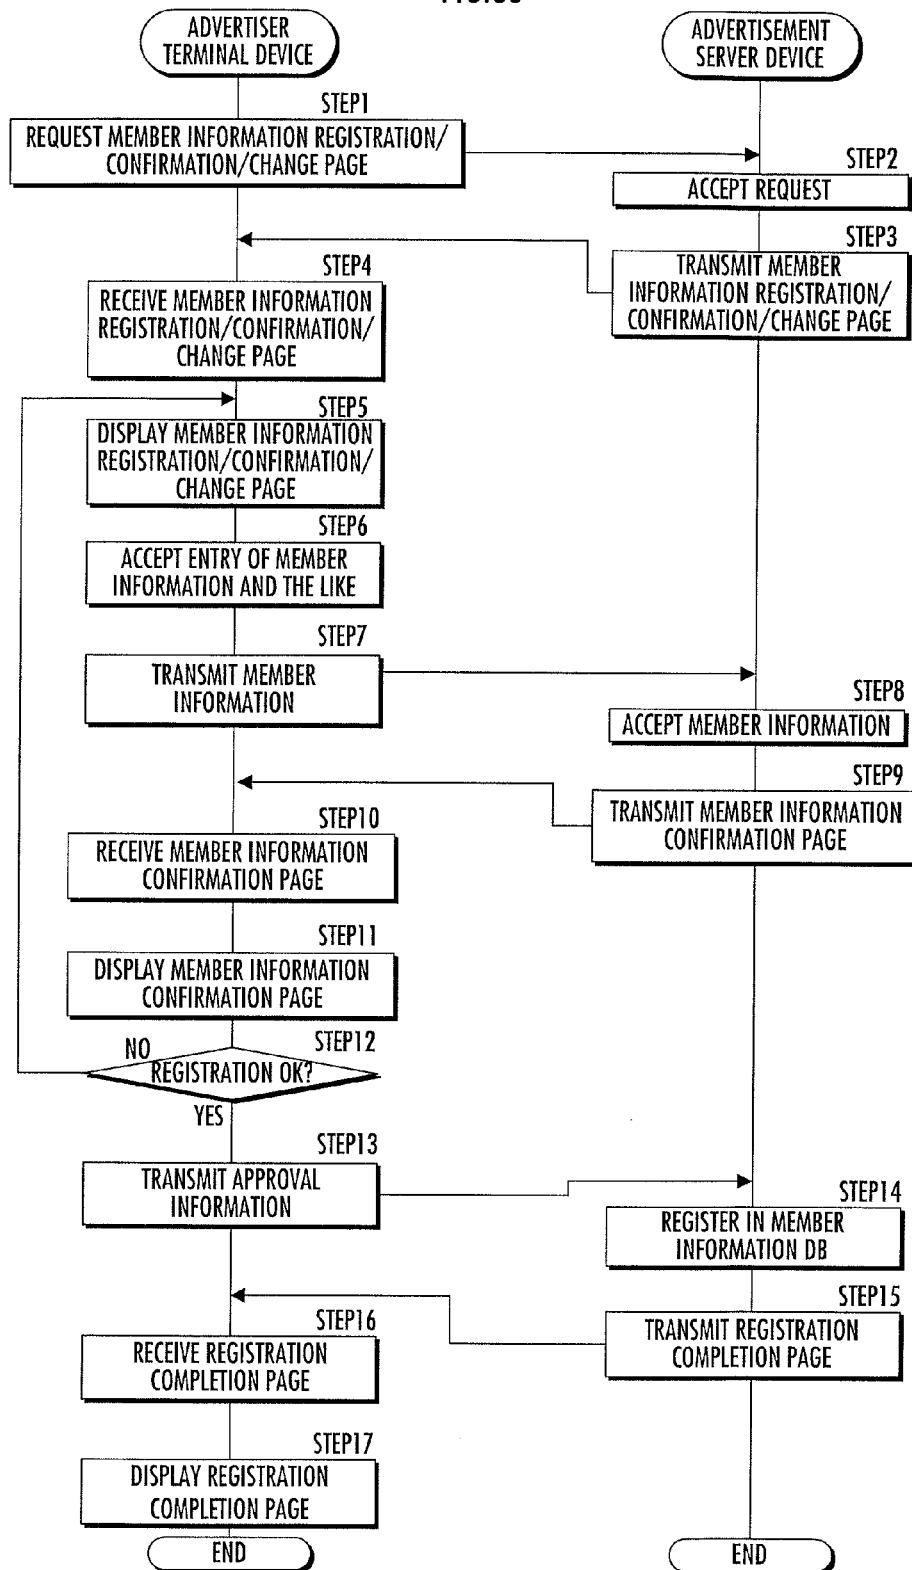 ADVERTISER
TERMINAL DEVICE
ADVERTISEMENT
SERVER DEVICE
STEP1
REQUEST MEMBER INFORMATION REGISTRATION/
CONFIRMATION/CHANGE PAGE
STEP2
ACCEPT REQUEST
STEP3
TRANSMIT MEMBER
INFORMATION REGISTRATION/
CONFIRMATION/CHANGE PAGE
STEP4
RECEIVE MEMBER INFORMATION
REGISTRATION/CONFIRMATION/
CHANGE PAGE
STEP5
DISPLAY MEMBER INFORMATION
REGISTRATION/CONFIRMATION/
CHANGE PAGE
STEP6
ACCEPT ENTRY OF MEMBER
INFORMATION AND THE LIKE
STEP7
TRANSMIT MEMBER
INFORMATION
STEP8
ACCEPT MEMBER INFORMATION
STEP9
TRANSMIT MEMBER INFORMATION
CONFIRMATION PAGE
STEP10
RECEIVE MEMBER INFORMATION
CONFIRMATION PAGE
STEP11
DISPLAY MEMBER INFORMATION
CONFIRMATION PAGE
STEP12
NO
REGISTRATION OK?
YES
STEP13
TRANSMIT APPROVAL
INFORMATION
STEP14
REGISTER IN MEMBER
INFORMATION DB
STEP15
TRANSMIT REGISTRATION
COMPLETION PAGE
STEP16
RECEIVE REGISTRATION
COMPLETION PAGE
STEP17
DISPLAY REGISTRATION
COMPLETION PAGE
END
END